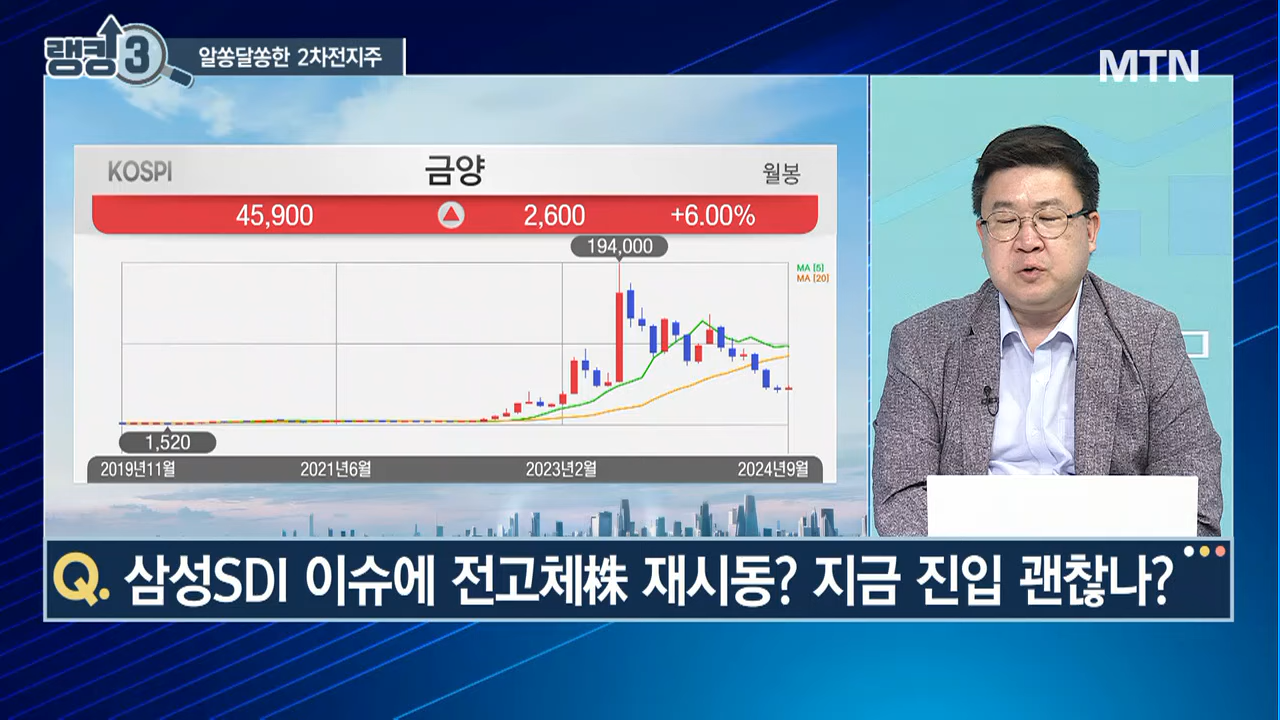 랭킹3
알쏭달쏭한 2차전지주
MTN
KOSPI 금양 월봉
45,900 2,600 +6.00%
194,000
MA [5]
MA [20]
1,520
2019년11월 2021년6월 2023년2월 2024년9월
Q. 삼성SDI 이슈에 전고체株 재시동? 지금 진입 괜찮나?